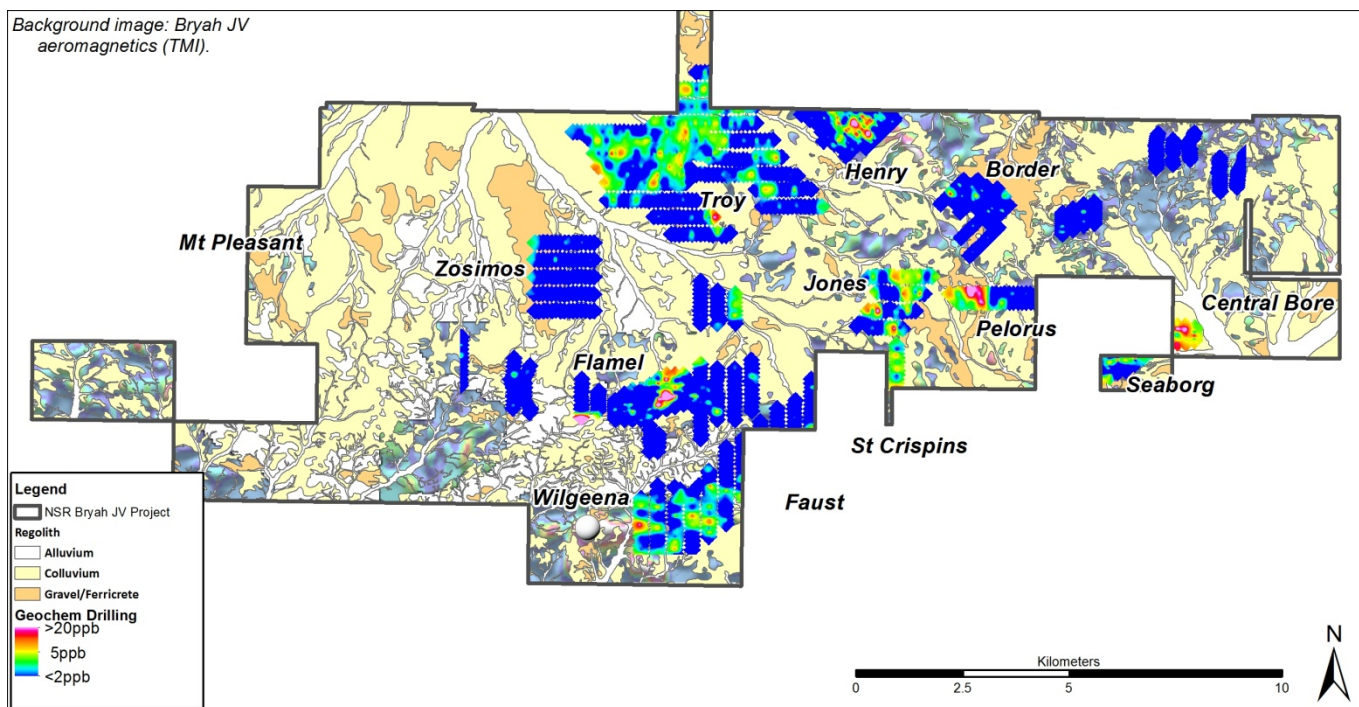 Background image: Bryah JV
aeromagnetics (TMI).
Henry
Border
Troy
Mt Pleasant
Zosimos
Jones
Central Bore
Pelorus
Flamel
Seaborg
St Crispins
Wilgeena
Faust
Legend
NSR Bryah JV Project
Regolith
Alluvium
Colluvium
Gravel/Ferricrete
Geochem Drilling
>20ppb
5ppb
<2ppb
Kilometers
0 2.5 5 10
N